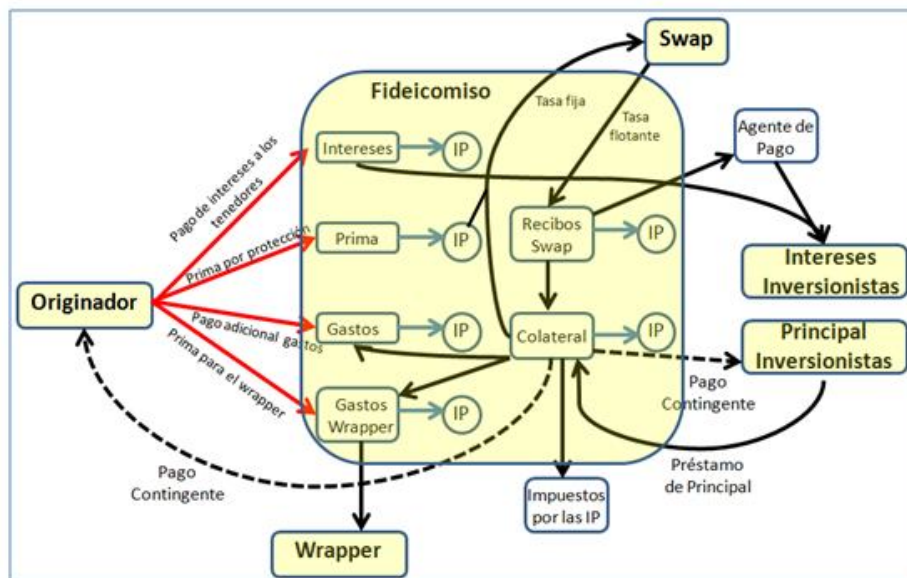 Swap
Fideicomiso
Tasa fija
Tasa
flotante
Agente de
Pago
Intereses
IP
Pago de intereses a los
tenedores
Prima
IP
Prima por protección
Recibos
Swap
IP
Intereses
Inversionistas
Originador
Pago adicional gastos
Gastos
IP
Colateral
IP
Principal
Inversionistas
Prima para el wrapper
Gastos
Wrapper
IP
Pago
Contingente
Pago
Contingente
Préstamo
de Principal
Impuestos
por las IP
Wrapper